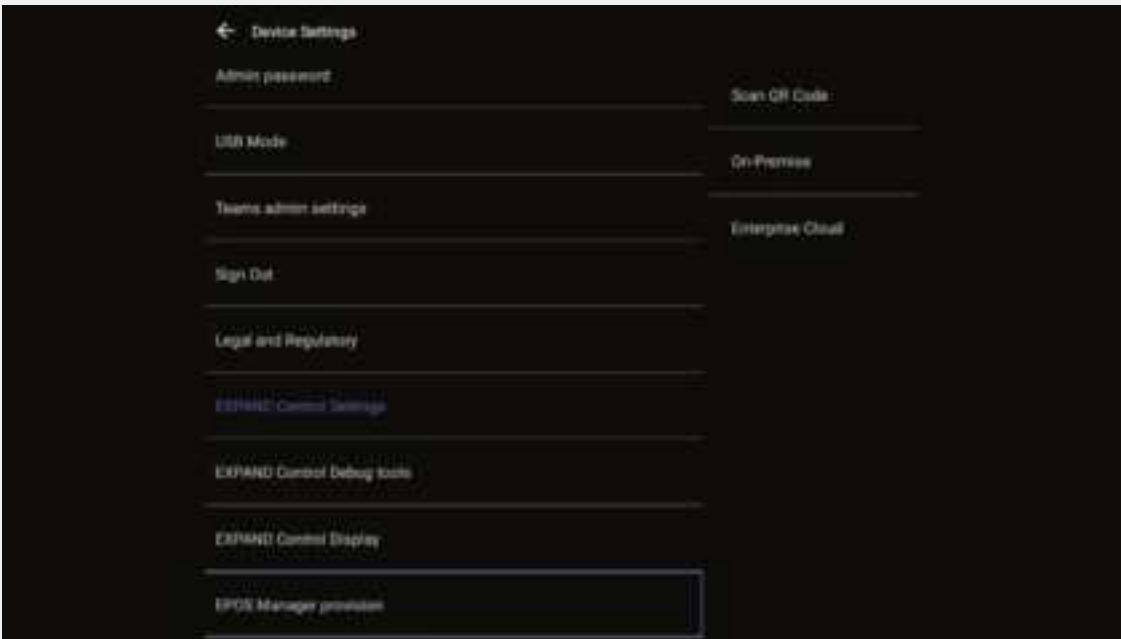 Device Settings
Admin password
USB Mode
Teams admin settings
Sign Out
Legal and Regulatory
EXPAND Control Settings
EXPAND Control Debug tools
EXPAND Control Display
EPOS Manager provision
Scan QR Code
On-Premise
Enterprise Cloud